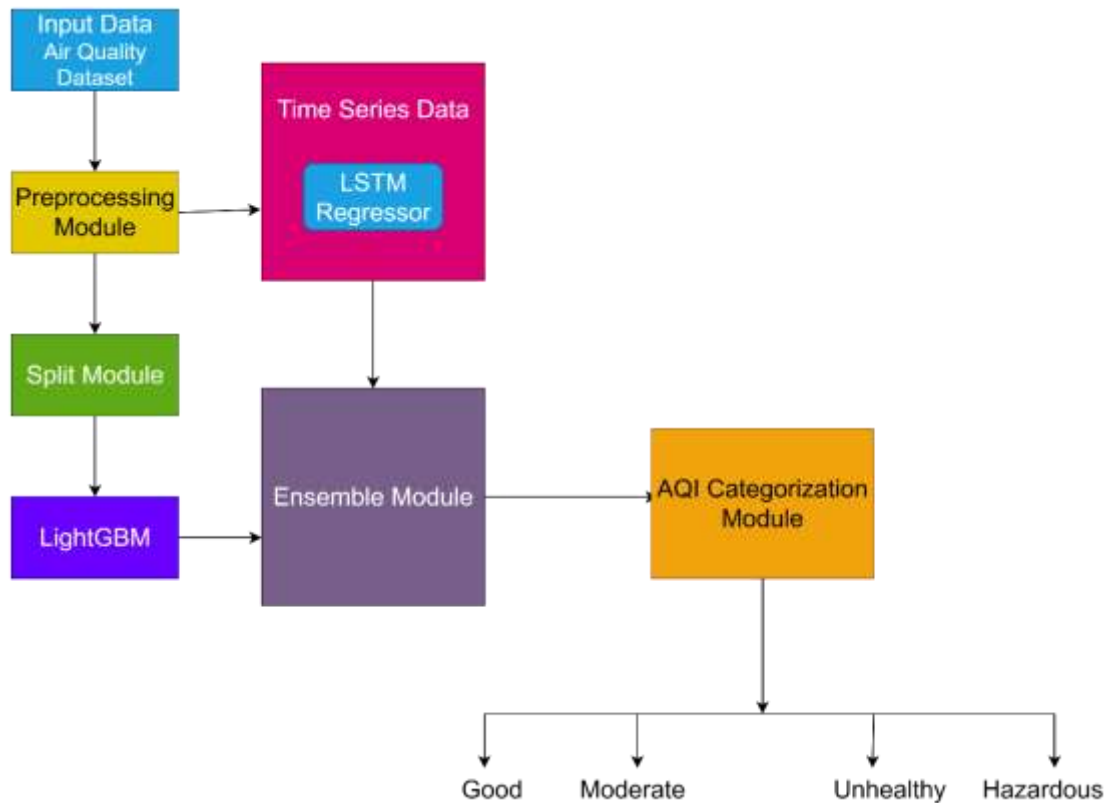 Input Data
Air Quality
Dataset
Time Series Data
LSTM
Regressor
Preprocessing
Module
Split Module
Ensemble Module
AQI Categorization
Module
LightGBM
Good
Moderate
Unhealthy
Hazardous